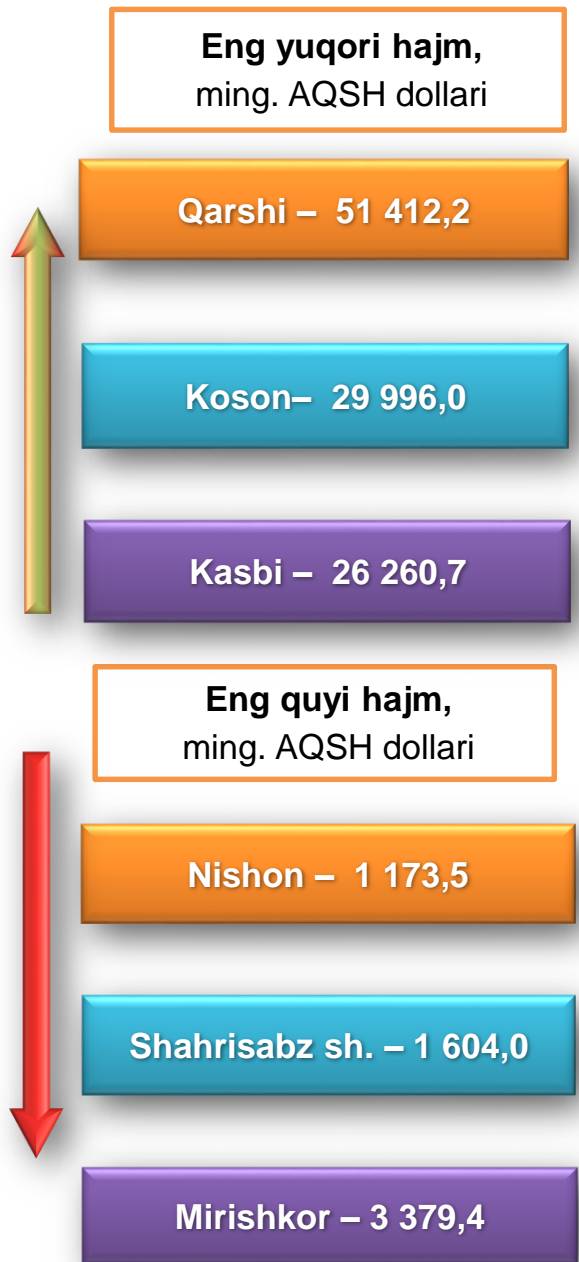 Eng yuqori hajm,
ming. AQSH dollari
Qarshi – 51 412,2
Koson– 29 996,0
Kasbi – 26 260,7
Eng quyi hajm,
ming. AQSH dollari
Nishon – 1 173,5
Shahrisabz sh. – 1 604,0
Mirishkor – 3 379,4